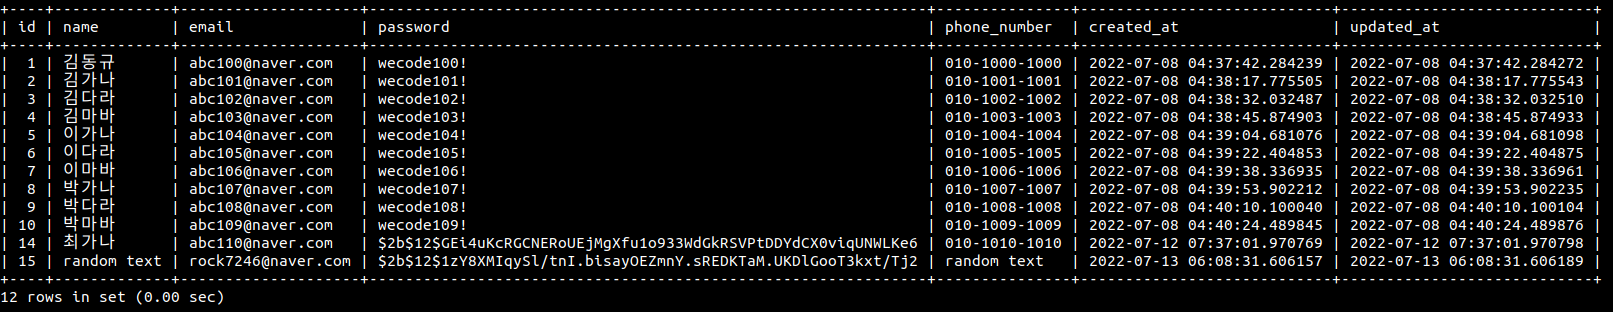 | id | name | email | password | phone_number | created_at | updated_at |
| 1 | 김동규 | abc100@naver.com | wecode100! | 010-1000-1000 | 2022-07-08 04:37:42.284239 | 2022-07-08 04:37:42.284272 |
| 2 | 김가나 | abc101@naver.com | wecode101! | 010-1001-1001 | 2022-07-08 04:38:17.775505 | 2022-07-08 04:38:17.775543 |
| 3 | 김다라 | abc102@naver.com | wecode102! | 010-1002-1002 | 2022-07-08 04:38:32.032487 | 2022-07-08 04:38:32.032510 |
| 4 | 김마바 | abc103@naver.com | wecode103! | 010-1003-1003 | 2022-07-08 04:38:45.874903 | 2022-07-08 04:38:45.874933 |
| 5 | 이가나 | abc104@naver.com | wecode104! | 010-1004-1004 | 2022-07-08 04:39:04.681076 | 2022-07-08 04:39:04.681098 |
| 6 | 이다라 | abc105@naver.com | wecode105! | 010-1005-1005 | 2022-07-08 04:39:22.404853 | 2022-07-08 04:39:22.404875 |
| 7 | 이마바 | abc106@naver.com | wecode106! | 010-1006-1006 | 2022-07-08 04:39:38.336935 | 2022-07-08 04:39:38.336961 |
| 8 | 박가나 | abc107@naver.com | wecode107! | 010-1007-1007 | 2022-07-08 04:39:53.902212 | 2022-07-08 04:39:53.902235 |
| 9 | 박다라 | abc108@naver.com | wecode108! | 010-1008-1008 | 2022-07-08 04:40:10.100040 | 2022-07-08 04:40:10.100104 |
| 10 | 박마바 | abc109@naver.com | wecode109! | 010-1009-1009 | 2022-07-08 04:40:24.489845 | 2022-07-08 04:40:24.489876 |
| 14 | 최가나 | abc110@naver.com | $2b$12$GEi4uKcRGCNERoUEjMgXfu1o933WdGkRSVPtDDYdCX0viqUNWLKe6 | 010-1010-1010 | 2022-07-12 07:37:01.970769 | 2022-07-12 07:37:01.970798 |
| 15 | random text | rock7246@naver.com | $2b$12$1zY8XMIqySl/tnI.bisayOEZmnY.sREDKTaM.UKDlGooT3kxt/Tj2 | random text | 2022-07-13 06:08:31.606157 | 2022-07-13 06:08:31.606189 |
12 rows in set (0.00 sec)